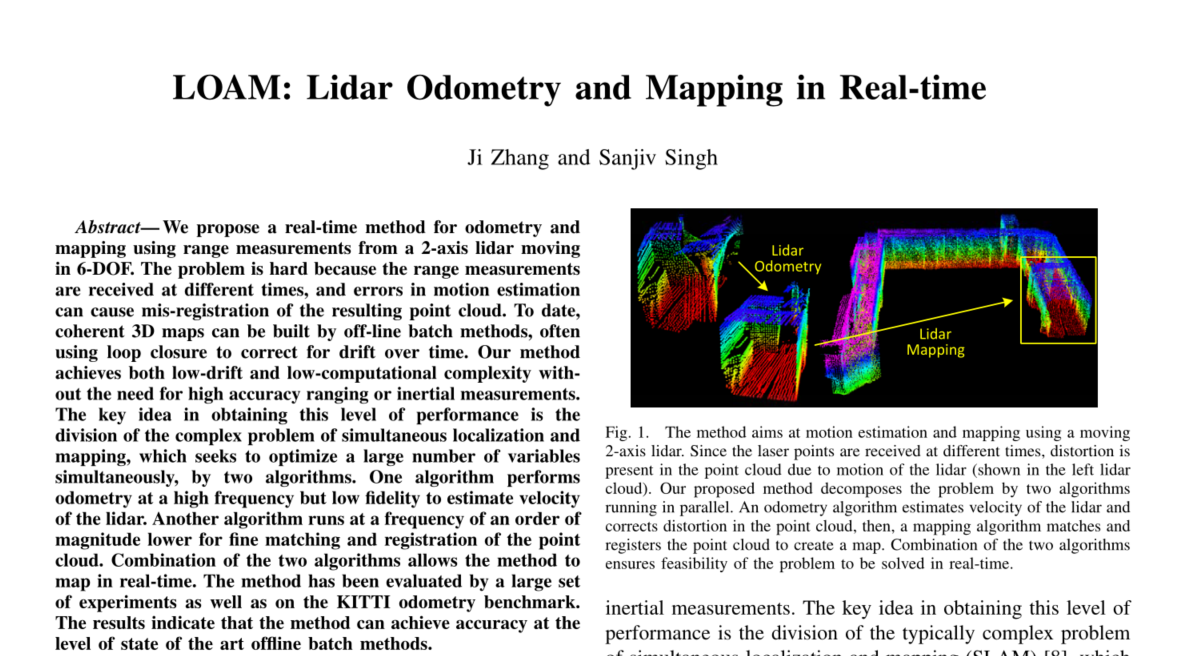 LOAM: Lidar Odometry and Mapping in Real-time
Ji Zhang and Sanjiv Singh
Abstract—We propose a real-time method for odometry and
mapping using range measurements from a 2-axis lidar moving
in 6-DOF. The problem is hard because the range measurements
are received at different times, and errors in motion estimation
can cause mis-registration of the resulting point cloud. To date,
coherent 3D maps can be built by off-line batch methods, often
using loop closure to correct for drift over time. Our method
achieves both low-drift and low-computational complexity with-
out the need for high accuracy ranging or inertial measurements.
The key idea in obtaining this level of performance is the
division of the complex problem of simultaneous localization and
mapping, which seeks to optimize a large number of variables
simultaneously, by two algorithms. One algorithm performs
odometry at a high frequency but low fidelity to estimate velocity
of the lidar. Another algorithm runs at a frequency of an order of
magnitude lower for fine matching and registration of the point
cloud. Combination of the two algorithms allows the method to
map in real-time. The method has been evaluated by a large set
of experiments as well as on the KITTI odometry benchmark.
The results indicate that the method can achieve accuracy at the
level of state of the art offline batch methods.
Lidar
Odometry
Lidar
Mapping
Fig. 1. The method aims at motion estimation and mapping using a moving
2-axis lidar. Since the laser points are received at different times, distortion is
present in the point cloud due to motion of the lidar (shown in the left lidar
cloud). Our proposed method decomposes the problem by two algorithms
running in parallel. An odometry algorithm estimates velocity of the lidar and
corrects distortion in the point cloud, then, a mapping algorithm matches and
registers the point cloud to create a map. Combination of the two algorithms
ensures feasibility of the problem to be solved in real-time.
inertial measurements. The key idea in obtaining this level of
performance is the division of the typically complex problem
of simultaneous localization and mapping (SLAM) [8], which